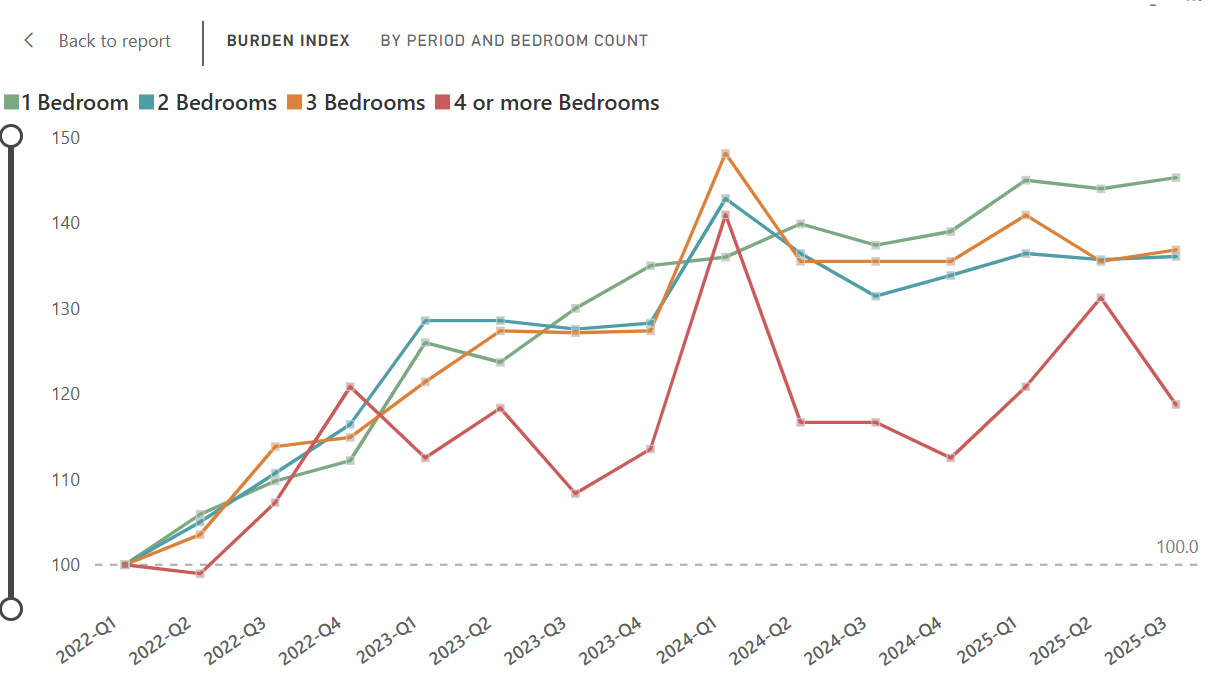 Back to report
BURDEN INDEX BY PERIOD AND BEDROOM COUNT
1 Bedroom 2 Bedrooms 3 Bedrooms 4 or more Bedrooms
150
140
130
120
110
100
100.0
2022-Q1 2022-Q2 2022-Q3 2022-Q4 2023-Q1 2023-Q2 2023-Q3 2023-Q4 2024-Q1 2024-Q2 2024-Q3 2024-Q4 2025-Q1 2025-Q2 2025-Q3